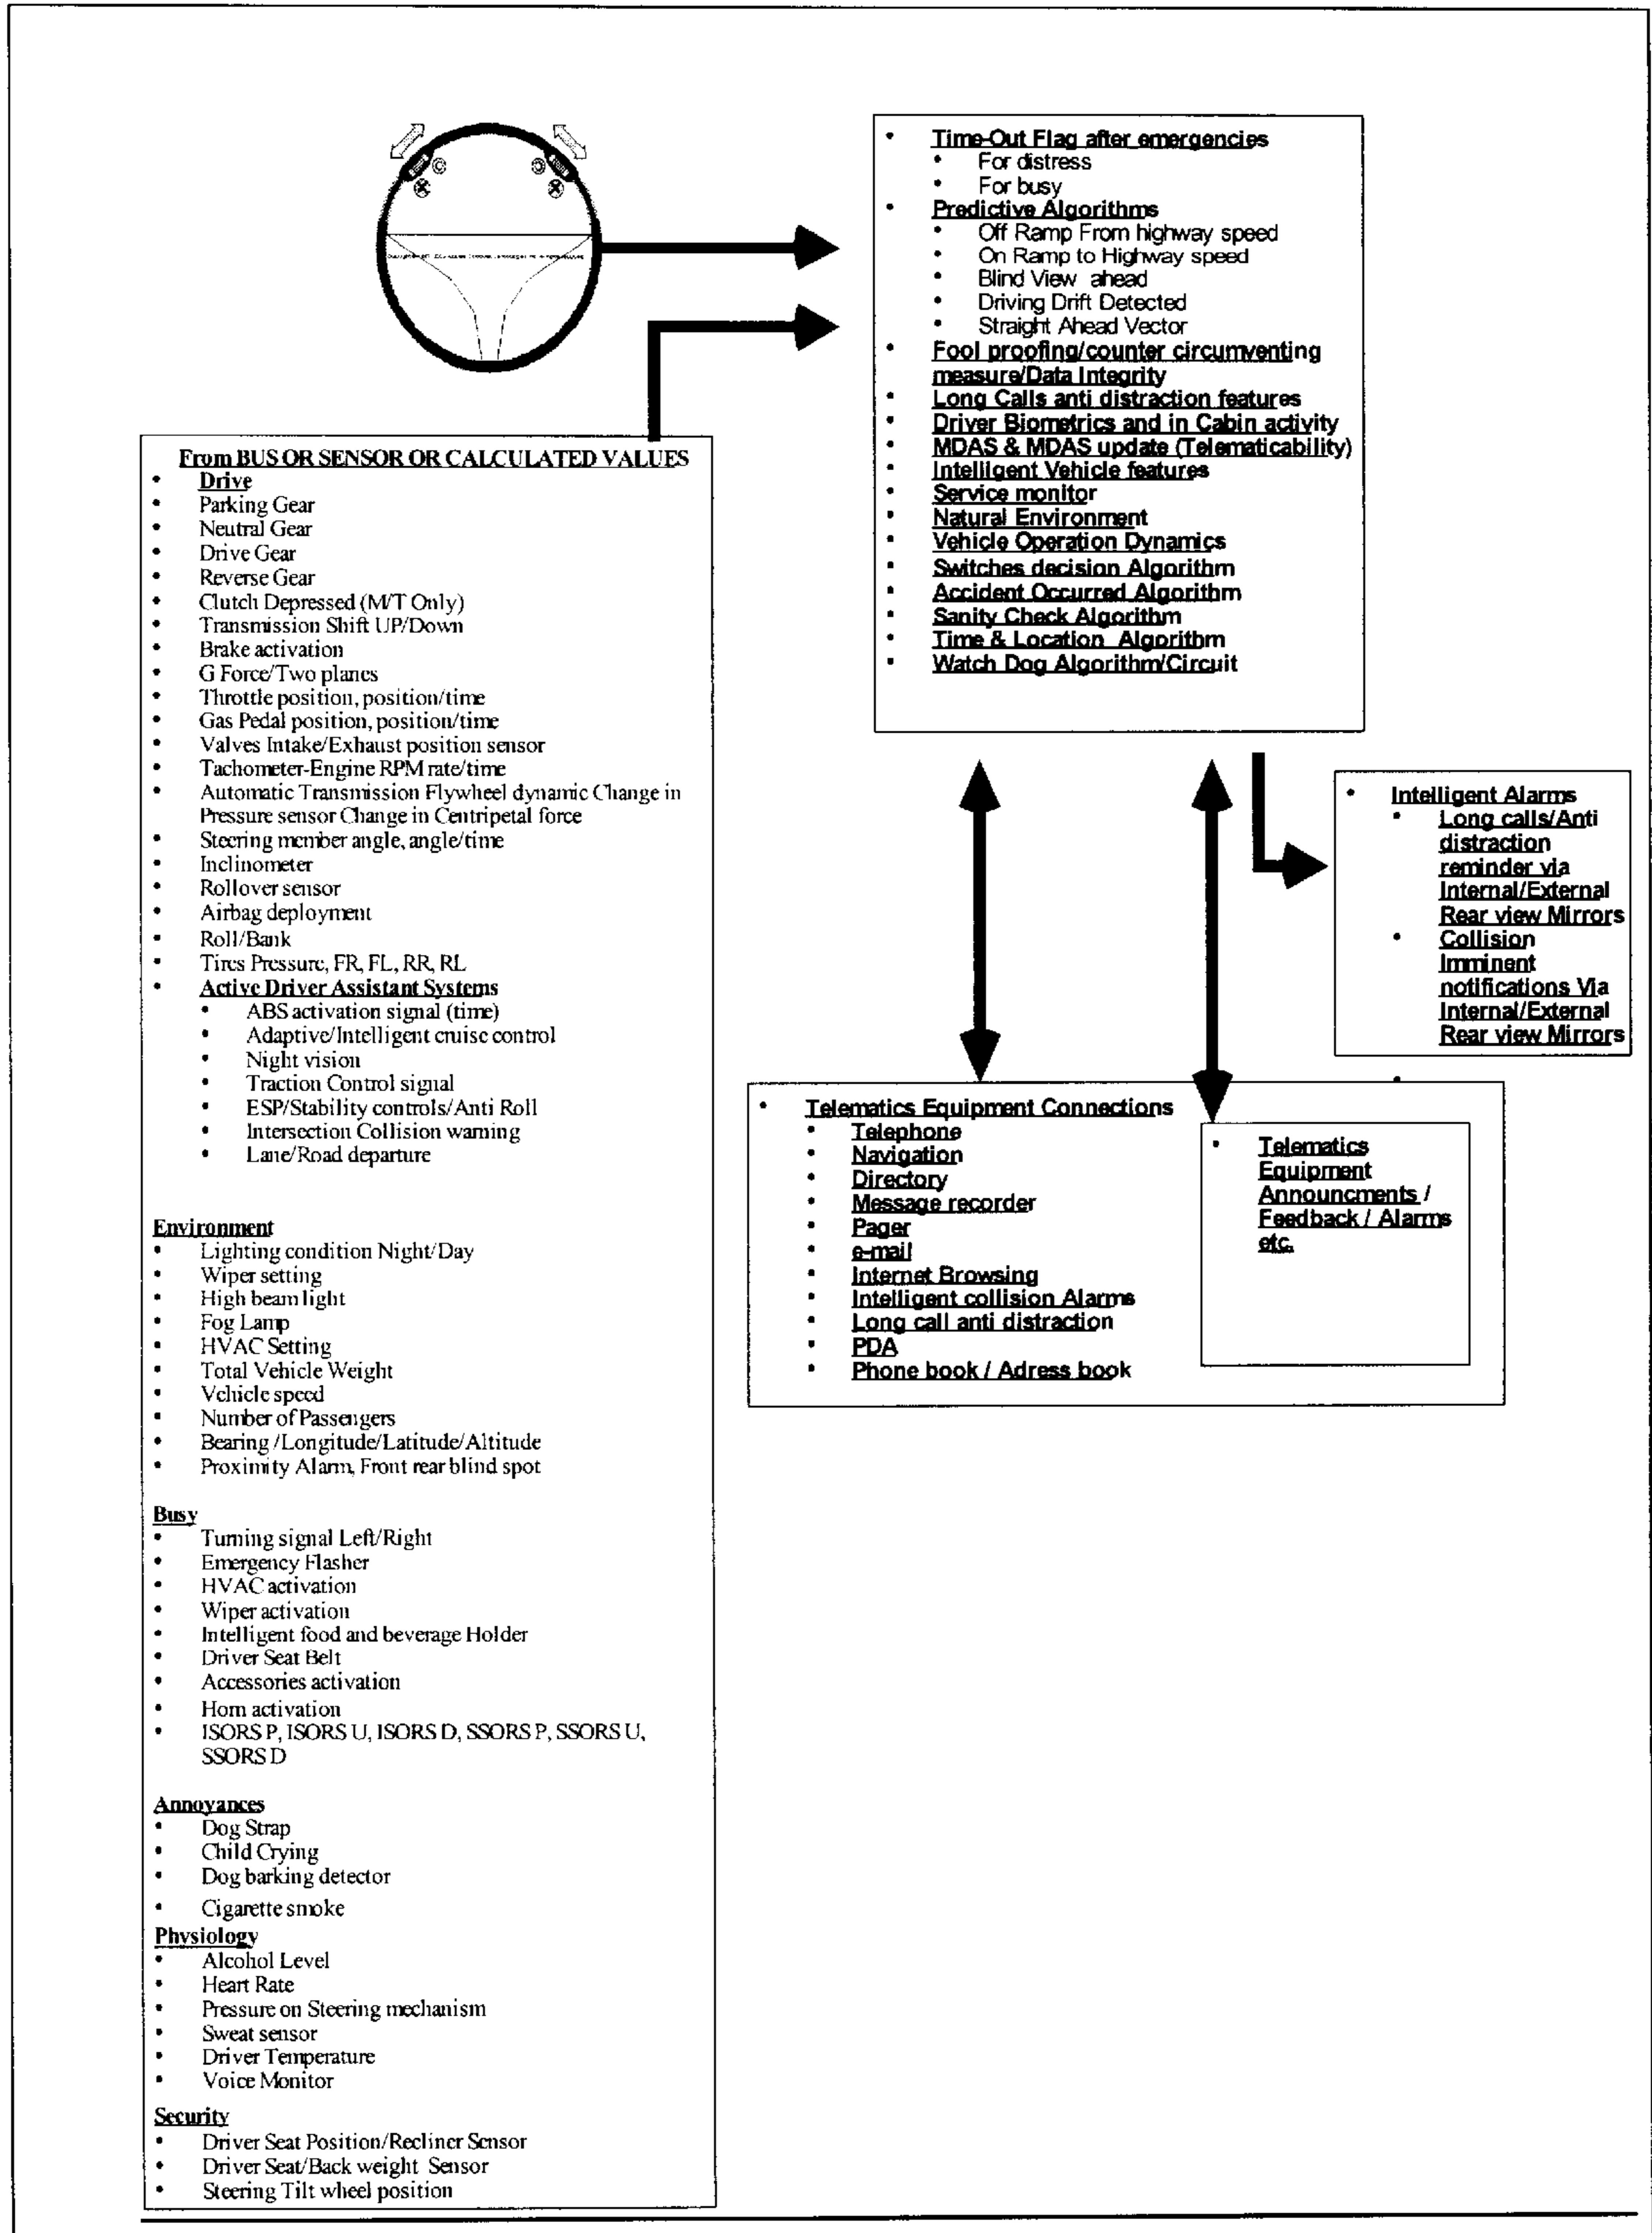 Time-Out Flag after emergencies
For distress
For busy
Predictive Algorithms
Off Ramp From highway speed
On Ramp to Highway speed
Blind View ahead
Driving Drift Detected
Straight Ahead Vector
Fool proofing/counter circumventing
measure/Data Integrity
Long Calls anti distraction features
Driver Biometrics and in Cabin activity
MDAS & MDAS update (Telematicability)
Intelligent Vehicle features
Service monitor
Natural Environment
Vehicle Operation Dynamics
Switches decision Algorithm
Accident Occurred Algorithm
Sanity Check Algorithm
Time & Location Algorithm
Watch Dog Algorithm/Circuit
From BUS OR SENSOR OR CALCULATED VALUES
Drive
Parking Gear
Neutral Gear
Drive Gear
Reverse Gear
Clutch Depressed (M/T Only)
Transmission Shift UP/Down
Brake activation
G Force/Two planes
Throttle position, position/time
Gas Pedal position, position/time
Valves Intake/Exhaust position sensor
Tachometer-Engine RPM rate/time
Automatic Transmission Flywheel dynamic Change in
Pressure sensor Change in Centripetal force
Steering member angle, angle/time
Inclinometer
Rollover sensor
Airbag deployment
Roll/Bank
Tires Pressure, FR, FL, RR, RL
Active Driver Assistant Systems
ABS activation signal (time)
Adaptive/Intelligent cruise control
Night vision
Traction Control signal
ESP/Stability controls/Anti Roll
Intersection Collision warning
Lane/Road departure
Environment
Lighting condition Night/Day
Wiper setting
High beam light
Fog Lamp
HVAC Setting
Total Vehicle Weight
Vehicle speed
Number of Passengers
Bearing /Longitude/Latitude/Altitude
Proximity Alarm, Front rear blind spot
Busy
Turning signal Left/Right
Emergency Flasher
HVAC activation
Wiper activation
Intelligent food and beverage Holder
Driver Seat Belt
Accessories activation
Horn activation
ISORS P, ISORS U, ISORS D, SSORS P, SSORS U,
SSORS D
Annoyances
Dog Strap
Child Crying
Dog barking detector
Cigarette smoke
Physiology
Alcohol Level
Heart Rate
Pressure on Steering mechanism
Sweat sensor
Driver Temperature
Voice Monitor
Security
Driver Seat Position/Recliner Sensor
Driver Seat/Back weight Sensor
Steering Tilt wheel position
Intelligent Alarms
Long calls/Anti
distraction
reminder via
Internal/External
Rear view Mirrors
Collision
Imminent
notifications Via
Internal/External
Rear view Mirrors
Telematics Equipment Connections
Telephone
Navigation
Directory
Message recorder
Pager
e-mail
Internet Browsing
Intelligent collision Alarms
Long call anti distraction
PDA
Phone book / Adress book
Telematics
Equipment
Announcments /
Feedback / Alarms
etc.